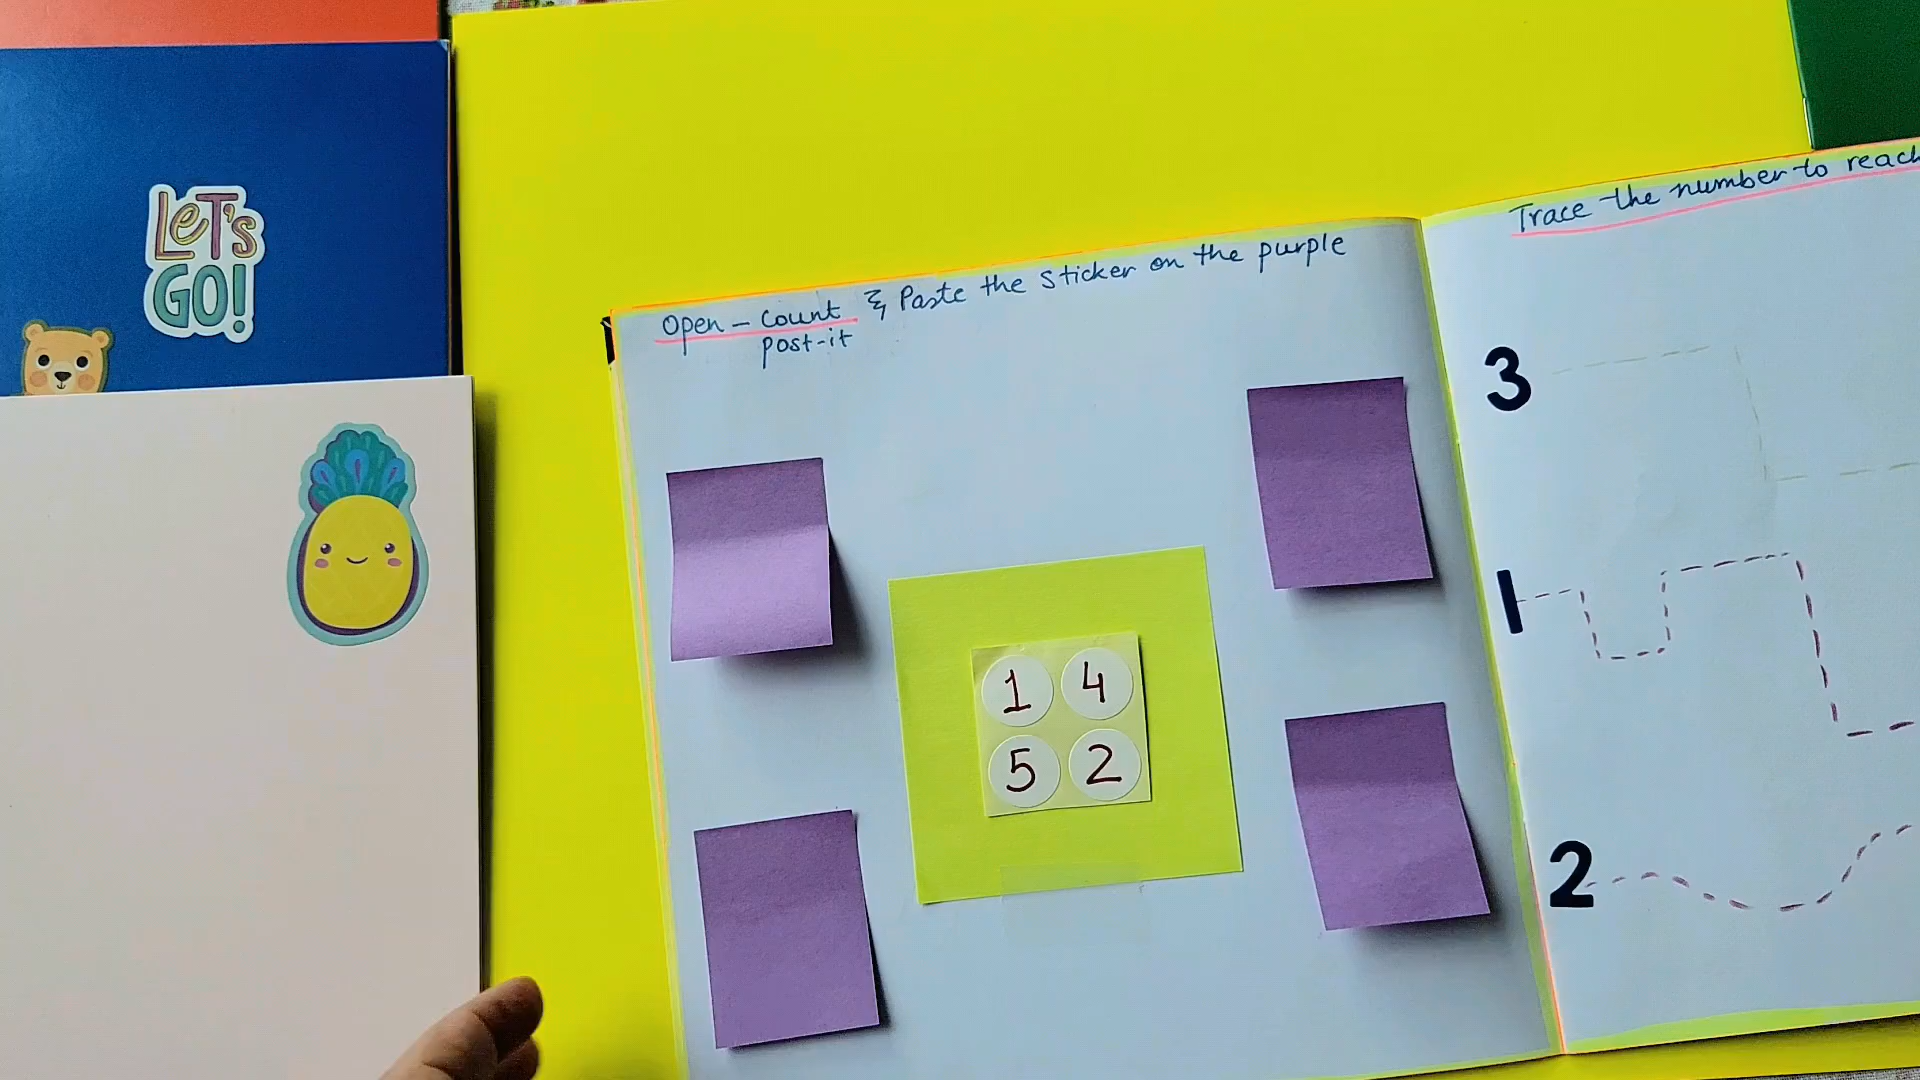 LeT's
GO!
Open - count & Paste the sticker on the purple
post-it
1 4
5 2
Trace the number to reach
3
1
2